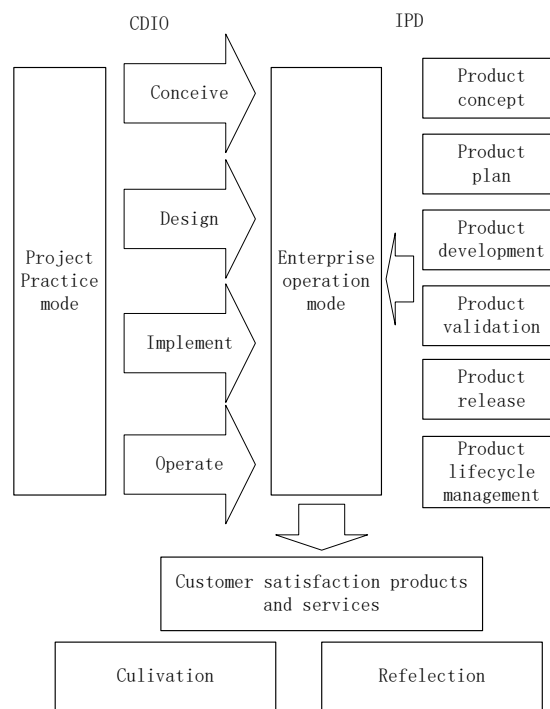 CDIO
IPD
Project
Practice
mode
Conceive
Design
Implement
Operate
Enterprise
operation
mode
Product
concept
Product
plan
Product
development
Product
validation
Product
release
Product
lifecycle
management
Customer satisfaction products
and services
Culivation
Refelection